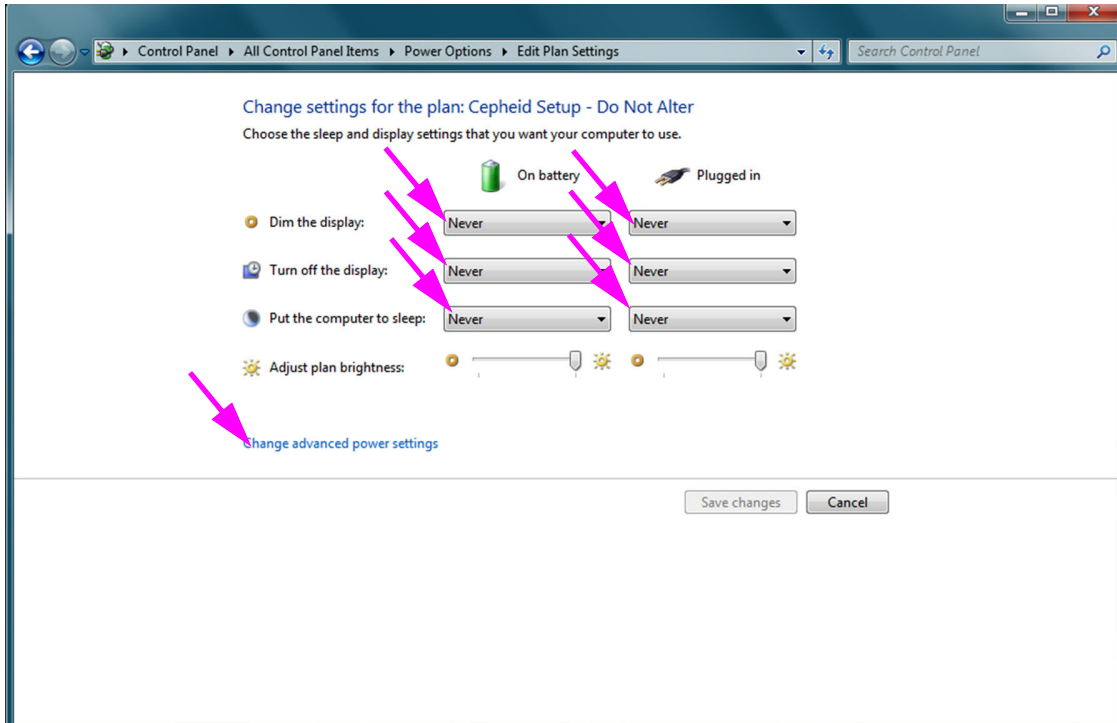 Control Panel ▸ All Control Panel Items ▸ Power Options ▸ Edit Plan Settings
Search Control Panel
Change settings for the plan: Cepheid Setup - Do Not Alter
Choose the sleep and display settings that you want your computer to use.
On battery Plugged in
Dim the display: Never Never
Turn off the display: Never Never
Put the computer to sleep: Never Never
Adjust plan brightness:
Change advanced power settings
Save changes Cancel